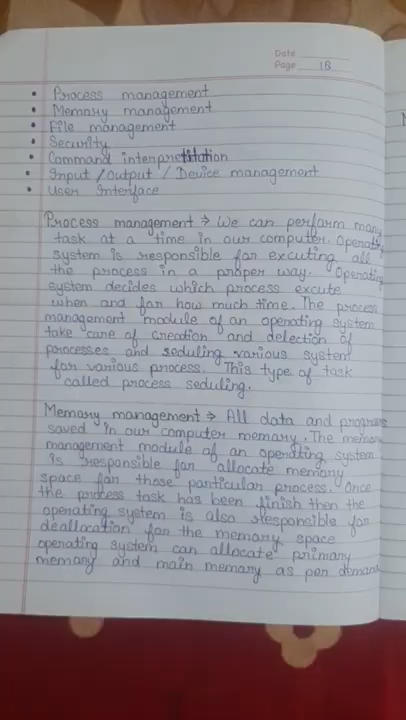 Date
Page 18
• Process management
• Memory management
• File management
• Security
• Command interpretitation
• Input / output / Device management
• User Interface
Process management → We can perform many
task at a time in our computer. Operating
system is responsible for excuting all
the process in a proper way. Operating
system decides which process excute
when and for how much time. The process
management module of an operating system
take care of creation and delection of
processes and seduling various system
for various process. This type of task
called process seduling.
Memory management → All data and programs
saved in our computer memory. The memory
management module of an operating system
is responsible for allocate memory
space for those particular process. Once
the process task has been finish then the
operating system is also responsible for
deallocation for the memory space
operating system can allocate primary
memory and main memory as per demand